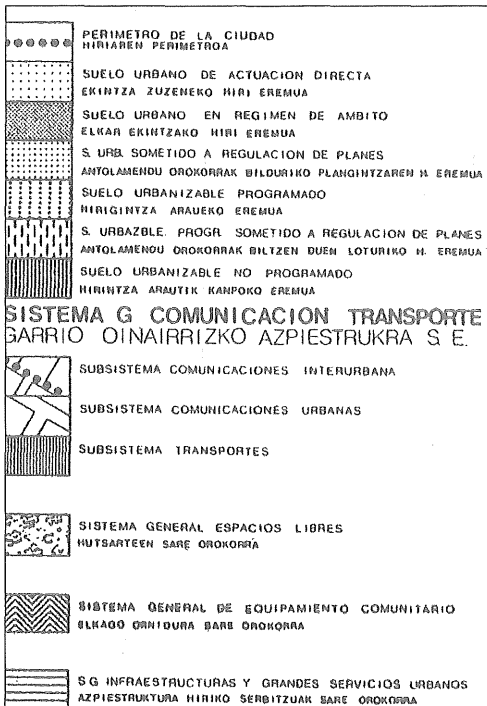 PERIMETRO DE LA CIUDAD
HIRIAREN PERIMETROA
SUELO URBANO DE ACTUACION DIRECTA
EKINTZA ZUZENEKO HIRI EREMUA
SUELO URBANO EN REGIMEN DE AMBITO
ELKAR EKINTZAKO HIRI EREMUA
S. URB. SOMETIDO A REGULACION DE PLANES
ANTOLAMENDU OROKORRAK BILDURIKO PLANGINTZAREN H. EREMUA
SUELO URBANIZABLE PROGRAMADO
HIRIGINTZA ARAUEKO EREMUA
S. URBAZBLE. PROGR. SOMETIDO A REGULACION DE PLANES
ANTOLAMENDU OROKORRAK BILTZEN DUEN LOTURIKO H. EREMUA
SUELO URBANIZABLE NO PROGRAMADO
HIRINTZA ARAUTIK KANPOKO EREMUA
SISTEMA G COMUNICACION TRANSPORTE
GARRIO OINAIRRIZKO AZPIESTRUKRA S E.
SUBSISTEMA COMUNICACIONES INTERURBANA
SUBSISTEMA COMUNICACIONES URBANAS
SUBSISTEMA TRANSPORTES
SISTEMA GENERAL ESPACIOS LIBRES
HUTSARTEEN SARE OROKORRA
SISTEMA GENERAL DE EQUIPAMIENTO COMUNITARIO
ELKAGO ORNIDURA SARE OROKORRA
S G INFRAESTRUCTURAS Y GRANDES SERVICIOS URBANOS
AZPIESTRUKTURA HIRIKO SERBITZUAK SARE OROKORRA